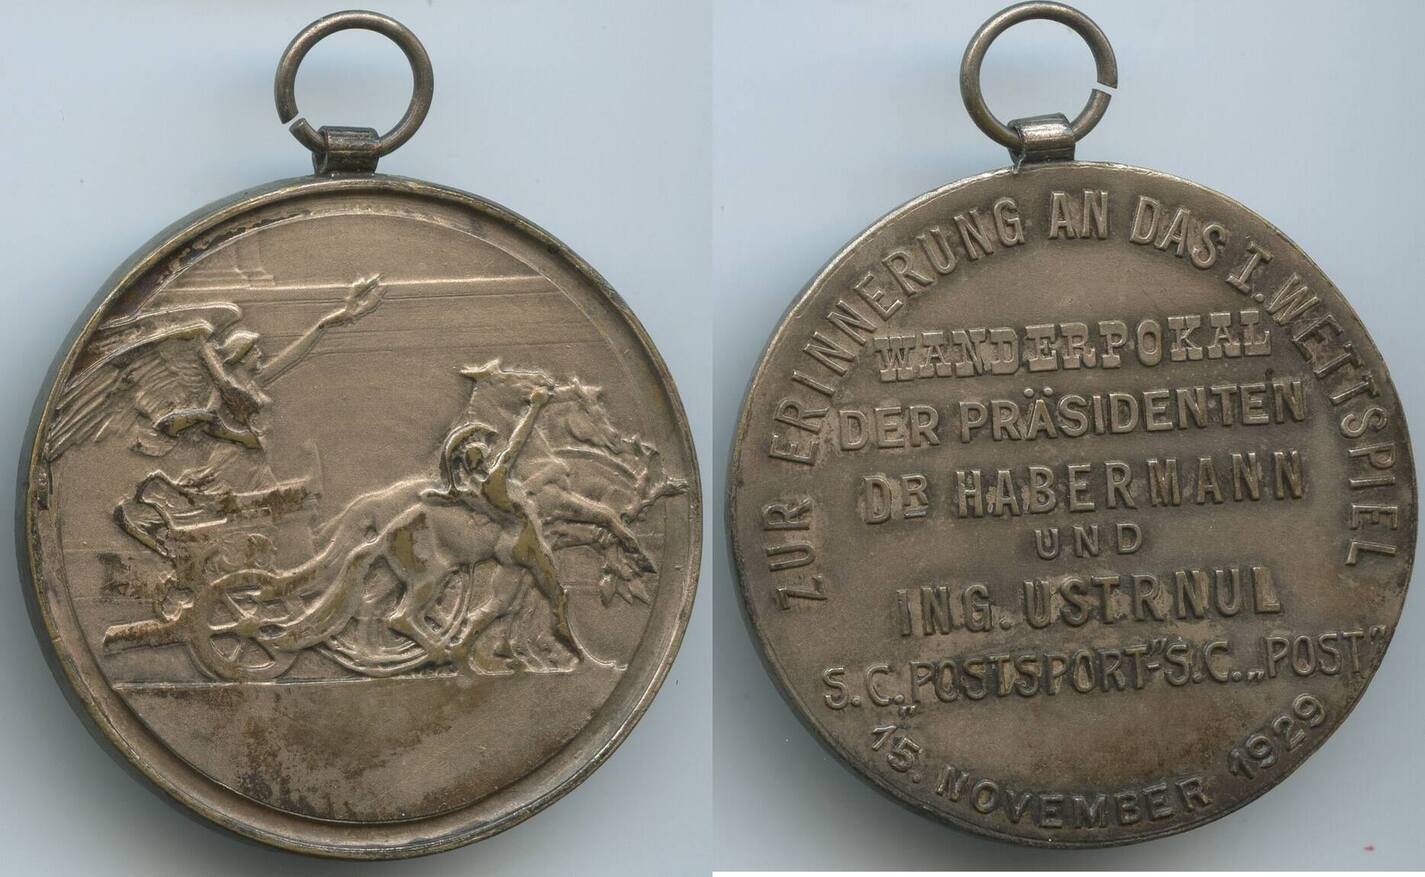 ZUR ERINNERUNG AN DAS I. WETTSPIEL
WANDERPOKAL
DER PRÄSIDENTEN
DR HABERMANN
UND
ING. USTRNUL
S.C. „POSTSPORT"-S.C. „POST"
15. NOVEMBER 1929